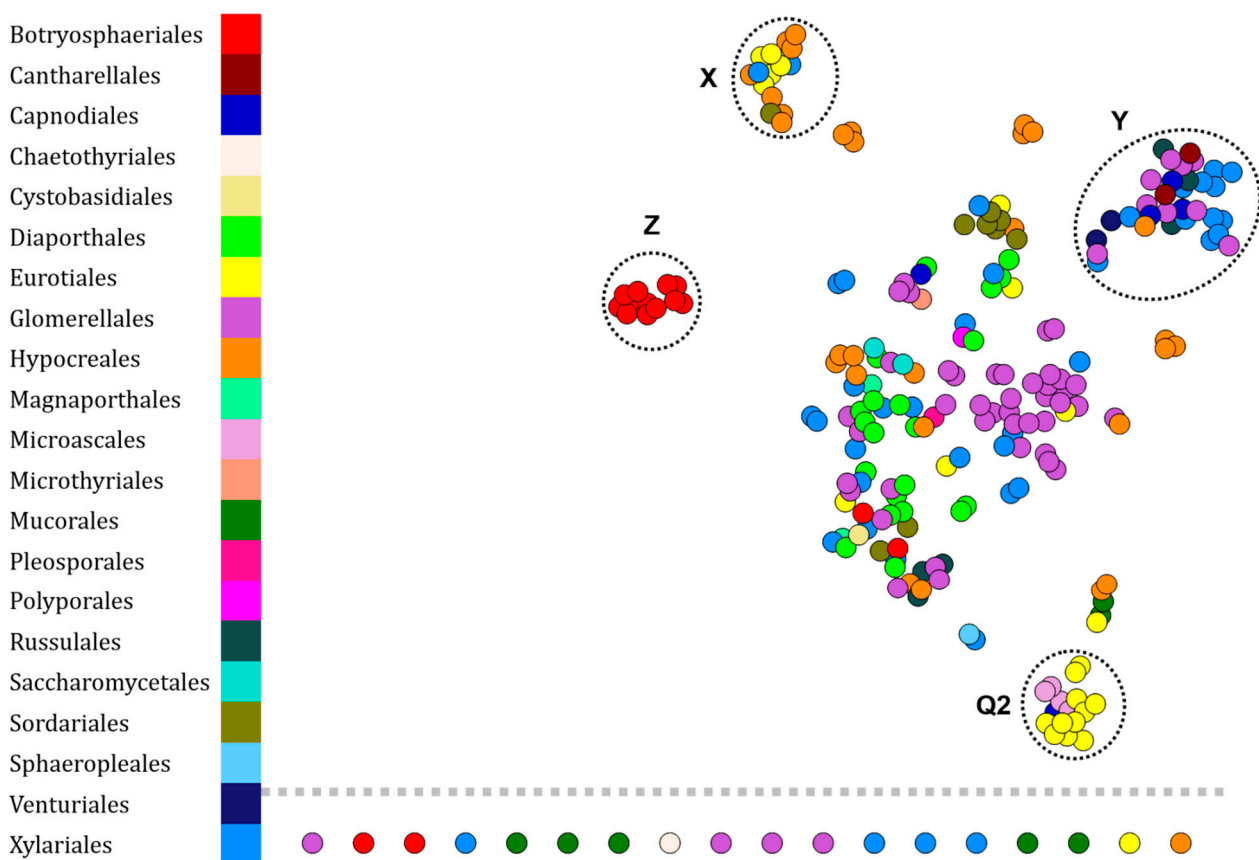 Botryosphaeriales
Cantharellales
Capnodiales
Chaetothyriales
Cystobasidiales
Diaporthales
Eurotiales
Glomerellales
Hypocreales
Magnaporthales
Microascales
Microthyriales
Mucorales
Pleosporales
Polyporales
Russulales
Saccharomycetales
Sordariales
Sphaeropleales
Venturiales
Xylariales
X
Y
Z
Q2